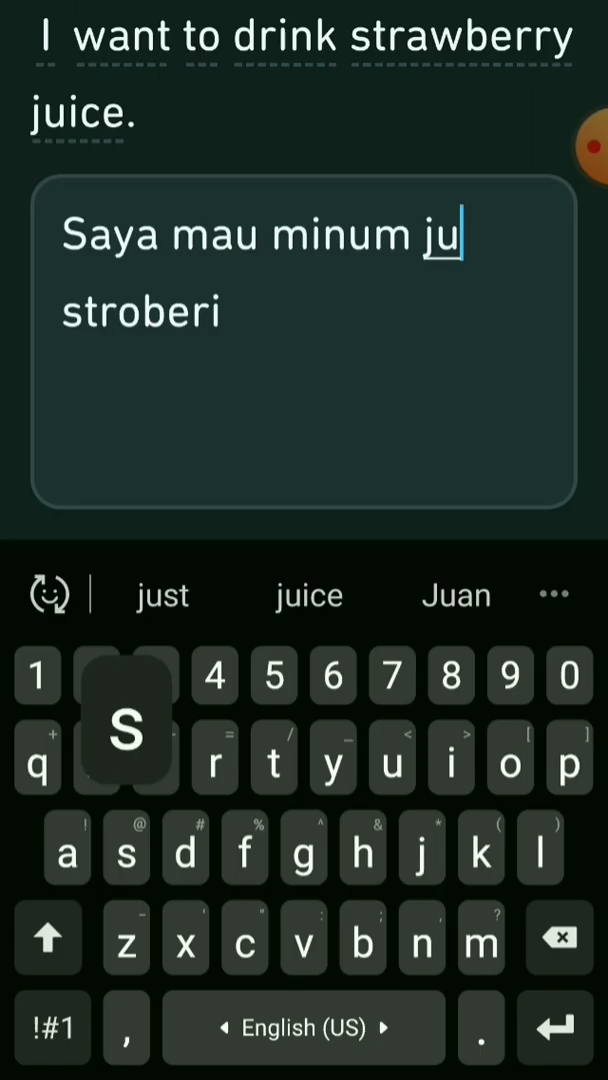 I want to drink strawberry
juice.
Saya mau minum ju
stroberi
just juice Juan
1 4 5 6 7 8 9 0
S
+ = / _ < > [ ]
q r t y u i o p
! @ # % ^ & * ( )
a s d f g h j k l
- ' " : ; , ?
z x c v b n m
!#1 , English (US) .